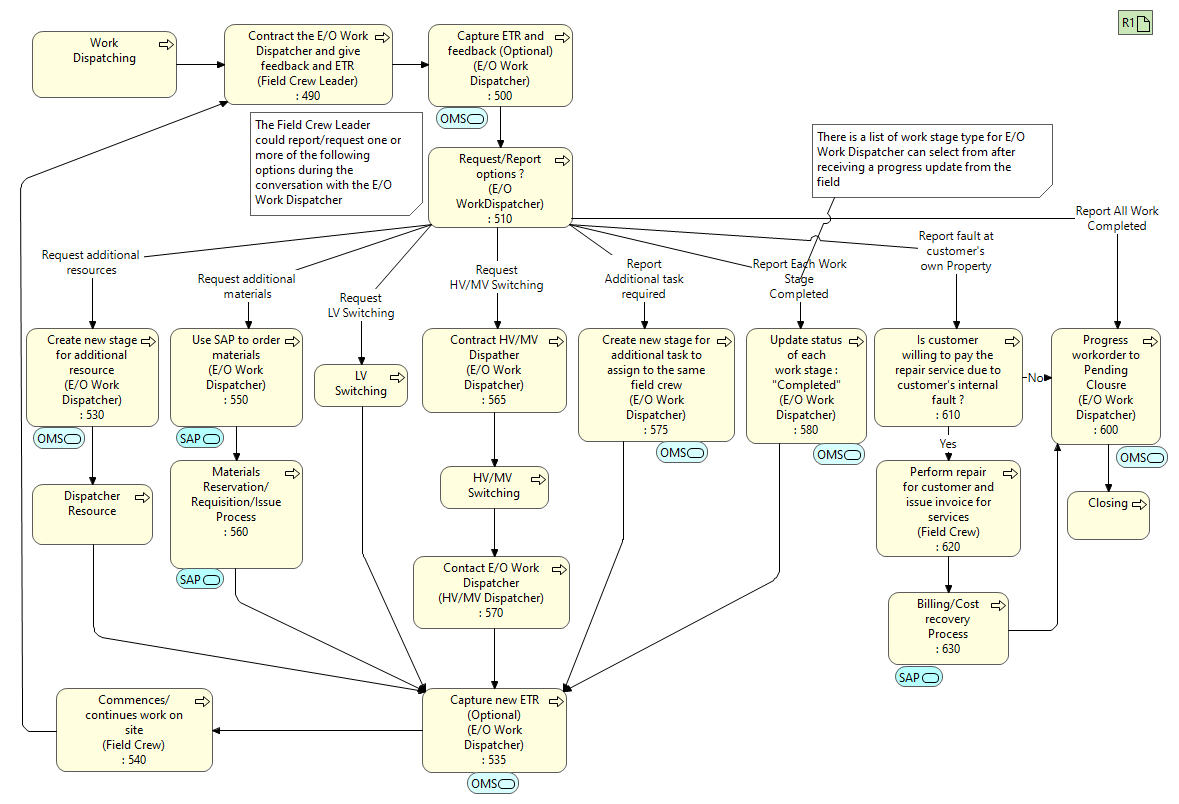 R1
Work
Dispatching
Contract the E/O Work
Dispatcher and give
feedback and ETR
(Field Crew Leader)
: 490
Capture ETR and
feedback (Optional)
(E/O Work
Dispatcher)
: 500
OMS
The Field Crew Leader
could report/request one or
more of the following
options during the
conversation with the E/O
Work Dispatcher
Request/Report
options ?
(E/O
WorkDispatcher)
: 510
There is a list of work stage type for E/O
Work Dispatcher can select from after
receiving a progress update from the
field
Request additional
resources
Request additional
materials
Request
LV Switching
Request
HV/MV Switching
Report
Additional task
required
Report Each Work
Stage
Completed
Report fault at
customer's
own Property
Report All Work
Completed
Create new stage
for additional
resource
(E/O Work
Dispatcher)
: 530
OMS
Use SAP to order
materials
(E/O Work
Dispatcher)
: 550
SAP
LV
Switching
Contract HV/MV
Dispather
(E/O Work
Dispatcher)
: 565
Create new stage for
additional task to
assign to the same
field crew
(E/O Work
Dispatcher)
: 575
OMS
Update status
of each
work stage :
"Completed"
(E/O Work
Dispatcher)
: 580
OMS
Is customer
willing to pay the
repair service due to
customer's internal
fault ?
: 610
No
Yes
Progress
workorder to
Pending
Clousre
(E/O Work
Dispatcher)
: 600
OMS
Dispatcher
Resource
Materials
Reservation/
Requisition/Issue
Process
: 560
SAP
HV/MV
Switching
Perform repair
for customer and
issue invoice for
services
(Field Crew)
: 620
Closing
Contact E/O Work
Dispatcher
(HV/MV Dispatcher)
: 570
Billing/Cost
recovery
Process
: 630
SAP
Commences/
continues work on
site
(Field Crew)
: 540
Capture new ETR
(Optional)
(E/O Work
Dispatcher)
: 535
OMS